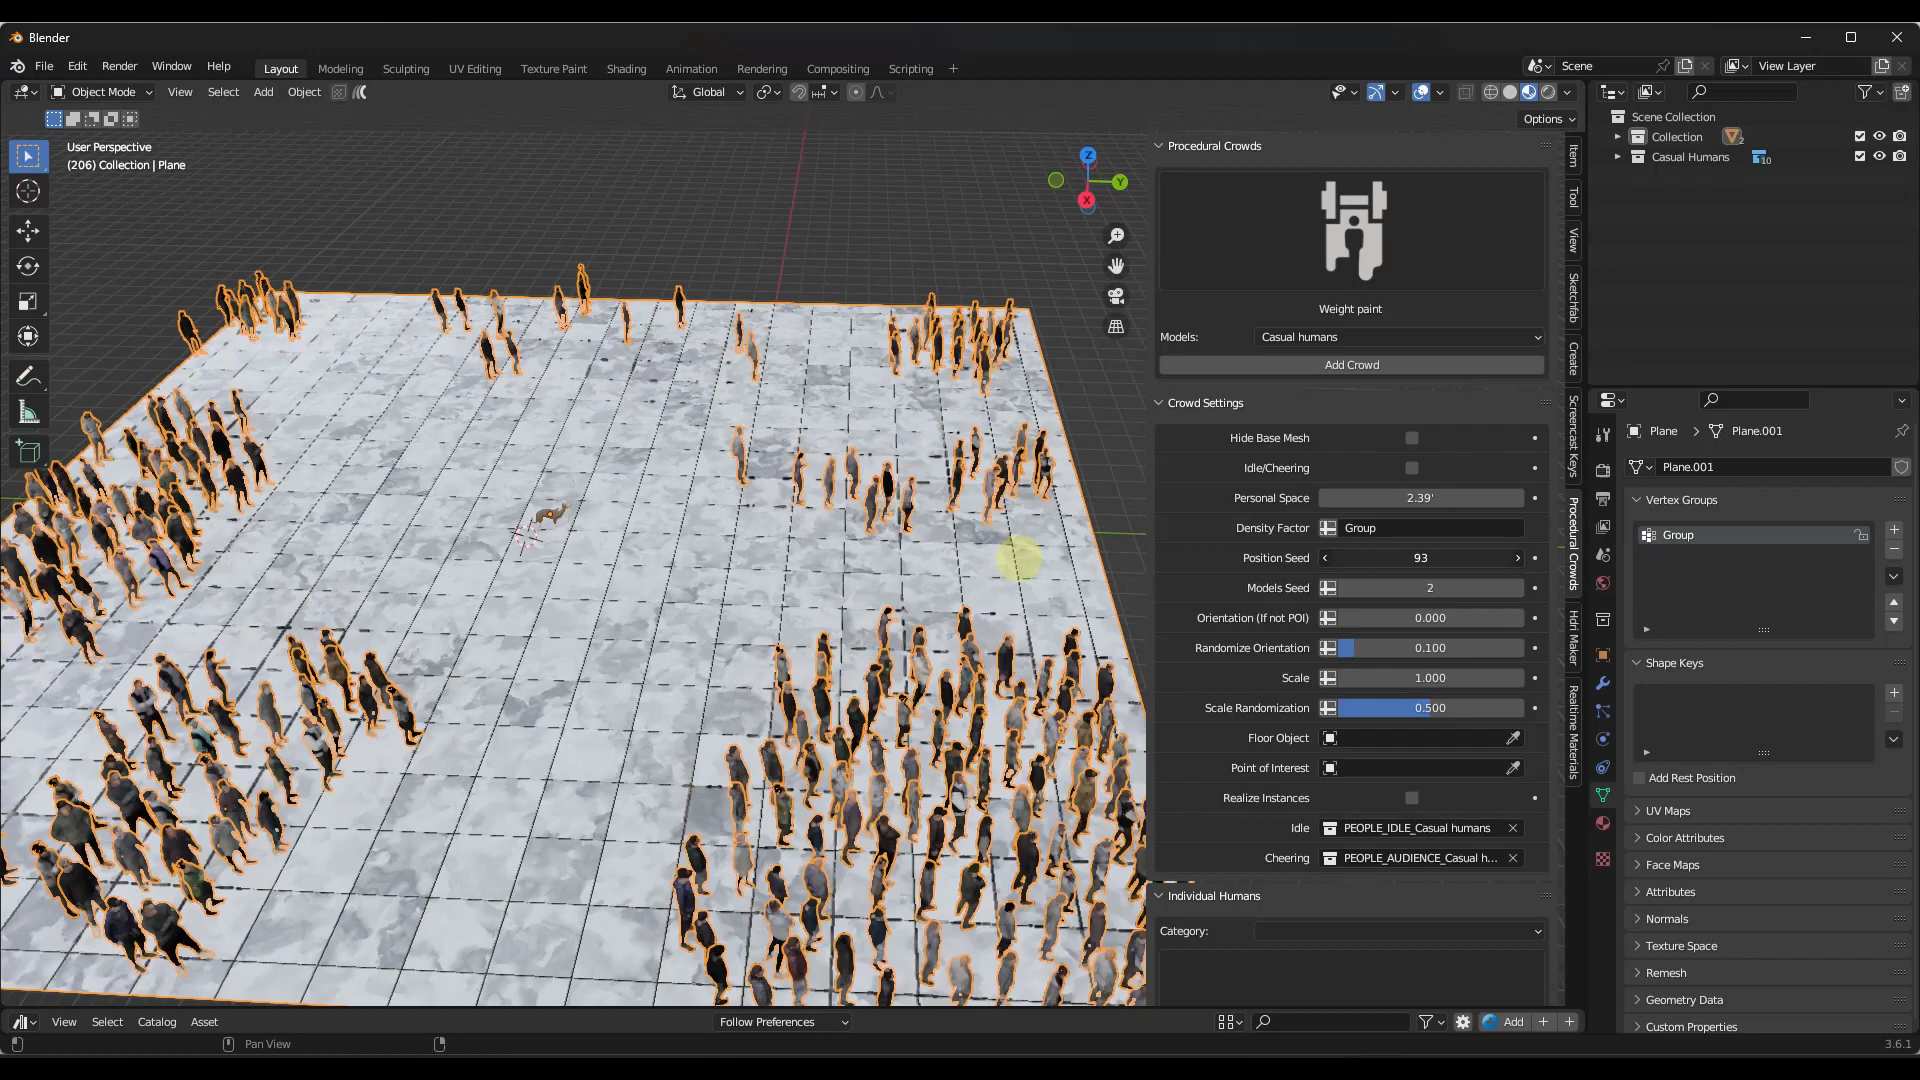 Blender
File Edit Render Window Help
Layout Modeling Sculpting UV Editing Texture Paint Shading Animation Rendering Compositing Scripting +
Scene
View Layer
Object Mode View Select Add Object
Global
Options
User Perspective
(206) Collection | Plane
Z
Y
X
Procedural Crowds
Weight paint
Models: Casual humans
Add Crowd
Crowd Settings
Hide Base Mesh
Idle/Cheering
Personal Space 2.39'
Density Factor Group
Position Seed 93
Models Seed 2
Orientation (If not POI) 0.000
Randomize Orientation 0.100
Scale 1.000
Scale Randomization 0.500
Floor Object
Point of Interest
Realize Instances
Idle PEOPLE_IDLE_Casual humans
Cheering PEOPLE_AUDIENCE_Casual h...
Individual Humans
Category:
Item
Tool
View
Sketchfab
Create
Screencast Keys
Procedural Crowds
Hdri Maker
Realtime Materials
Scene Collection
Collection 2
Casual Humans 10
Plane > Plane.001
Plane.001
Vertex Groups
Group
Shape Keys
Add Rest Position
UV Maps
Color Attributes
Face Maps
Attributes
Normals
Texture Space
Remesh
Geometry Data
Custom Properties
View Select Catalog Asset
Follow Preferences
Add
Pan View
3.6.1